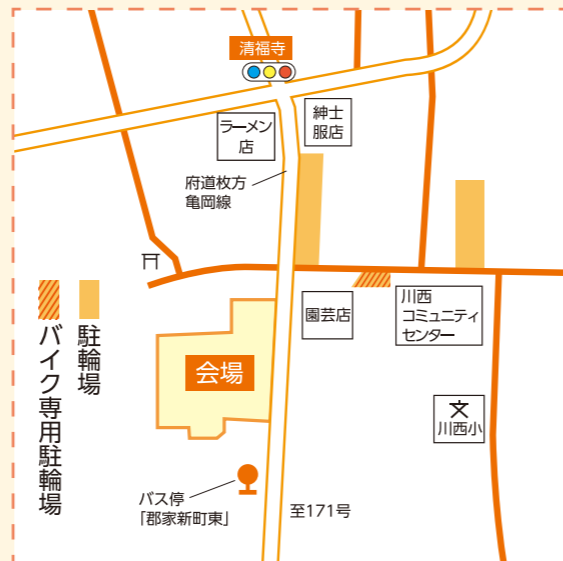 清福寺
ラーメン
店
紳士
服店
府道枚方
亀岡線
園芸店
川西
コミュニティ
センター
駐輪場
バイク専用駐輪場
会場
文
川西小
バス停
「郡家新町東」
至171号